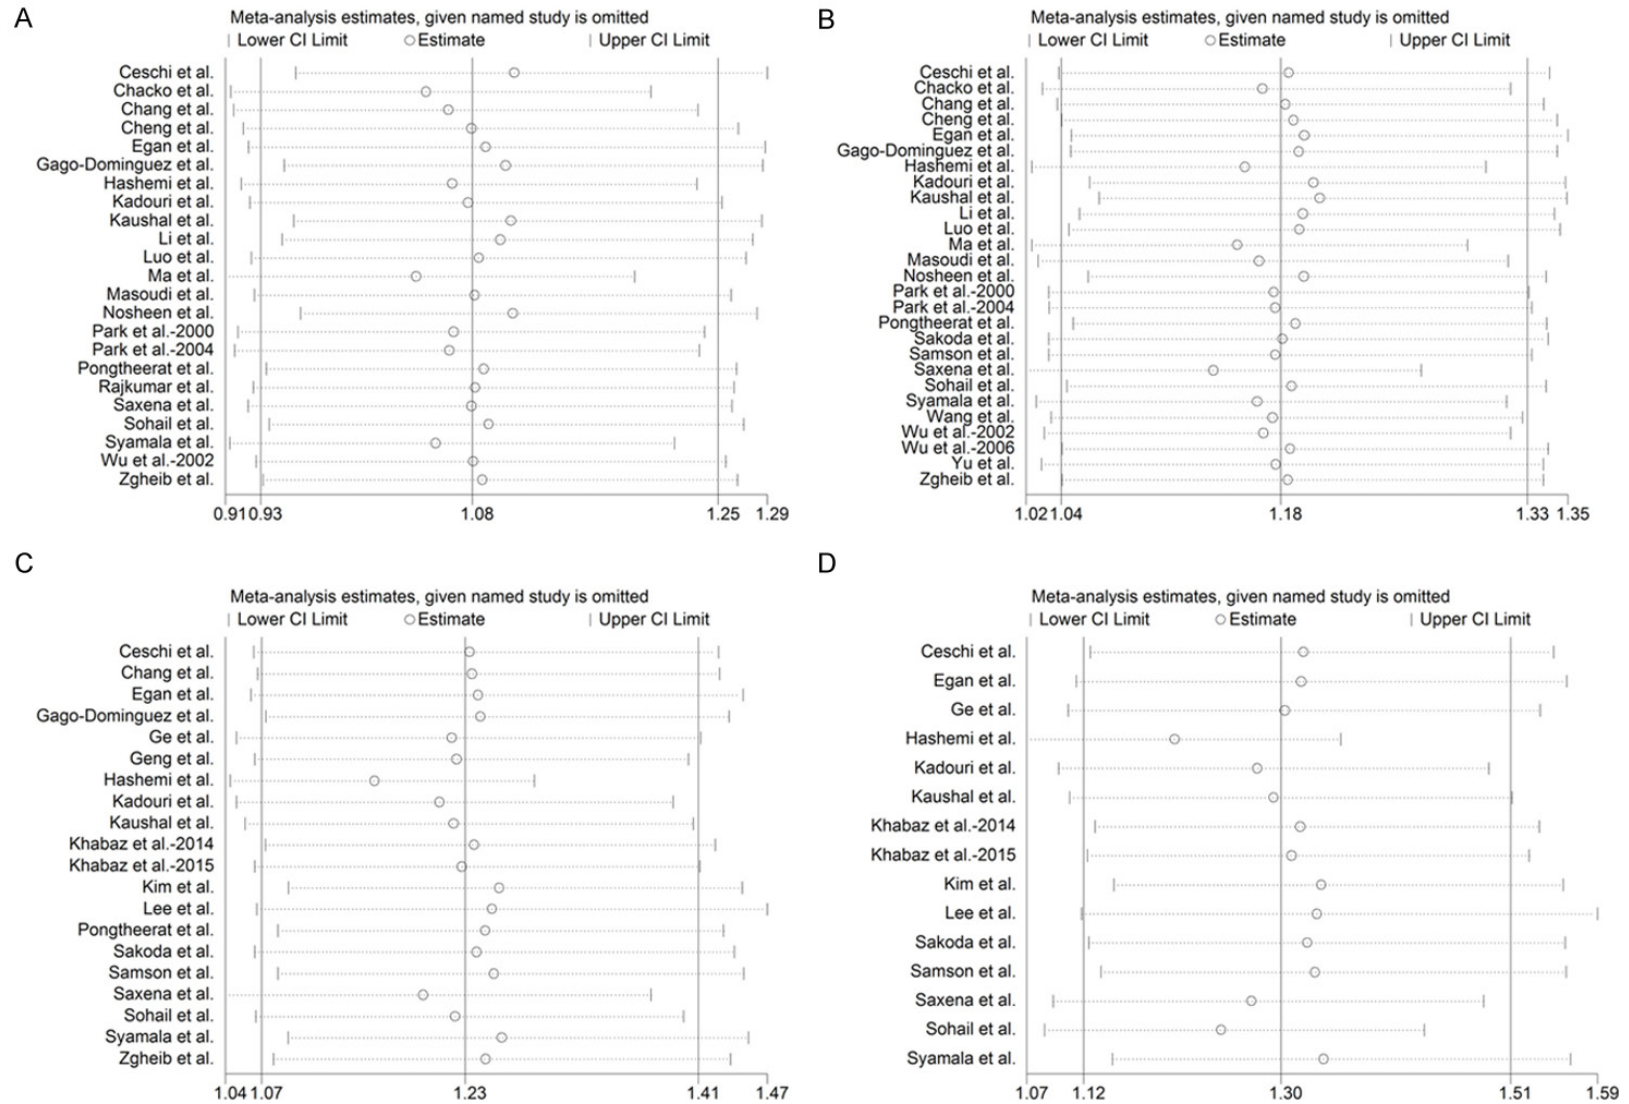 A
Meta-analysis estimates, given named study is omitted
| Lower CI Limit ○ Estimate | Upper CI Limit
Ceschi et al.
Chacko et al.
Chang et al.
Cheng et al.
Egan et al.
Gago-Dominguez et al.
Hashemi et al.
Kadouri et al.
Kaushal et al.
Li et al.
Luo et al.
Ma et al.
Masoudi et al.
Nosheen et al.
Park et al.-2000
Park et al.-2004
Pongtheerat et al.
Rajkumar et al.
Saxena et al.
Sohail et al.
Syamala et al.
Wu et al.-2002
Zgheib et al.
0.91 0.93 1.08 1.25 1.29
B
Meta-analysis estimates, given named study is omitted
| Lower CI Limit ○ Estimate | Upper CI Limit
Ceschi et al.
Chacko et al.
Chang et al.
Cheng et al.
Egan et al.
Gago-Dominguez et al.
Hashemi et al.
Kadouri et al.
Kaushal et al.
Li et al.
Luo et al.
Ma et al.
Masoudi et al.
Nosheen et al.
Park et al.-2000
Park et al.-2004
Pongtheerat et al.
Sakoda et al.
Samson et al.
Saxena et al.
Sohail et al.
Syamala et al.
Wang et al.
Wu et al.-2002
Wu et al.-2006
Yu et al.
Zgheib et al.
1.02 1.04 1.18 1.33 1.35
C
Meta-analysis estimates, given named study is omitted
| Lower CI Limit ○ Estimate | Upper CI Limit
Ceschi et al.
Chang et al.
Egan et al.
Gago-Dominguez et al.
Ge et al.
Geng et al.
Hashemi et al.
Kadouri et al.
Kaushal et al.
Khabaz et al.-2014
Khabaz et al.-2015
Kim et al.
Lee et al.
Pongtheerat et al.
Sakoda et al.
Samson et al.
Saxena et al.
Sohail et al.
Syamala et al.
Zgheib et al.
1.04 1.07 1.23 1.41 1.47
D
Meta-analysis estimates, given named study is omitted
| Lower CI Limit ○ Estimate | Upper CI Limit
Ceschi et al.
Egan et al.
Ge et al.
Hashemi et al.
Kadouri et al.
Kaushal et al.
Khabaz et al.-2014
Khabaz et al.-2015
Kim et al.
Lee et al.
Sakoda et al.
Samson et al.
Saxena et al.
Sohail et al.
Syamala et al.
1.07 1.12 1.30 1.51 1.59